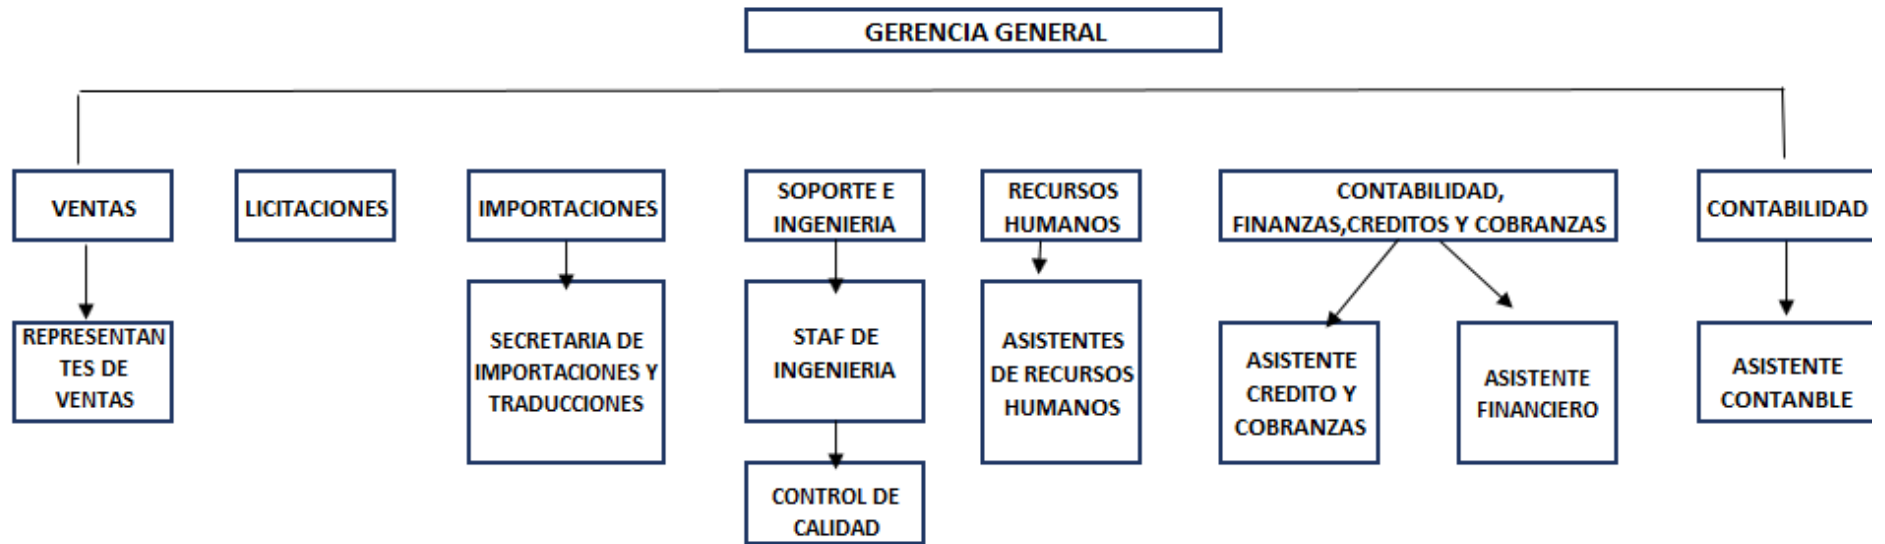 GERENCIA GENERAL
VENTAS
LICITACIONES
IMPORTACIONES
SOPORTE E
INGENIERIA
RECURSOS
HUMANOS
CONTABILIDAD,
FINANZAS,CREDITOS Y COBRANZAS
CONTABILIDAD
REPRESENTAN
TES DE
VENTAS
SECRETARIA DE
IMPORTACIONES Y
TRADUCCIONES
STAF DE
INGENIERIA
ASISTENTES
DE RECURSOS
HUMANOS
ASISTENTE
CREDITO Y
COBRANZAS
ASISTENTE
FINANCIERO
ASISTENTE
CONTANBLE
CONTROL DE
CALIDAD